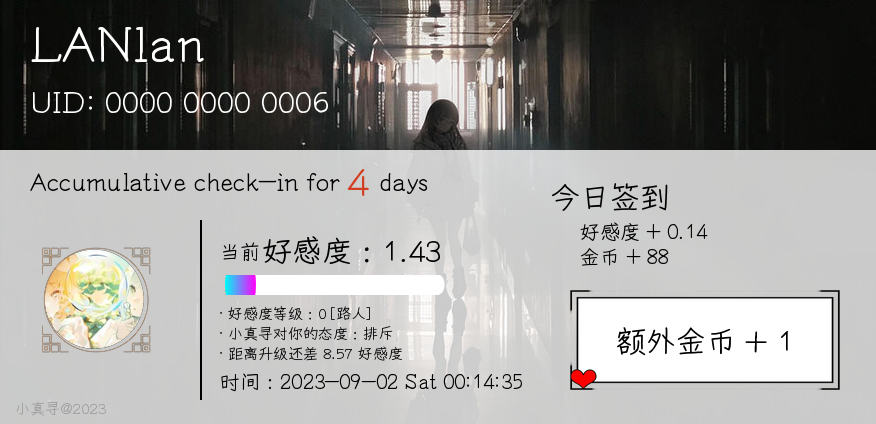 LANlan
UID: 0000 0000 0006
Accumulative check-in for 4 days
今日签到
好感度 + 0.14
金币 + 88
当前好感度：1.43
· 好感度等级：0 [路人]
· 小真寻对你的态度：排斥
· 距离升级还差 8.57 好感度
时间：2023-09-02 Sat 00:14:35
额外金币 + 1
小真寻@2023